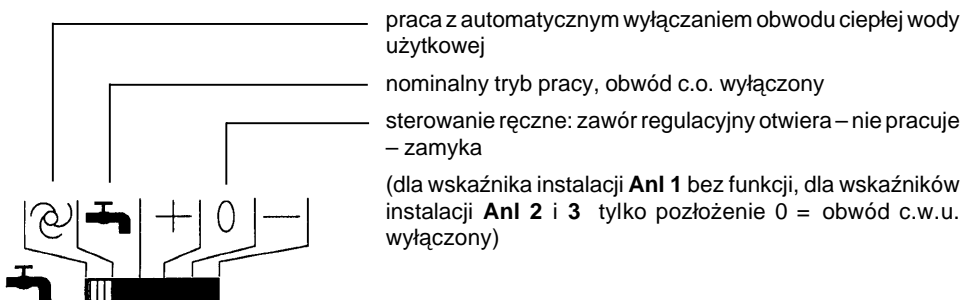 praca z automatycznym wyłączaniem obwodu ciepłej wody
użytkowej
nominalny tryb pracy, obwód c.o. wyłączony
sterowanie ręczne: zawór regulacyjny otwiera – nie pracuje
– zamyka
(dla wskaźnika instalacji Anl 1 bez funkcji, dla wskaźników
instalacji Anl 2 i 3 tylko pozłożenie 0 = obwód c.w.u.
wyłączony)
+ 0 –